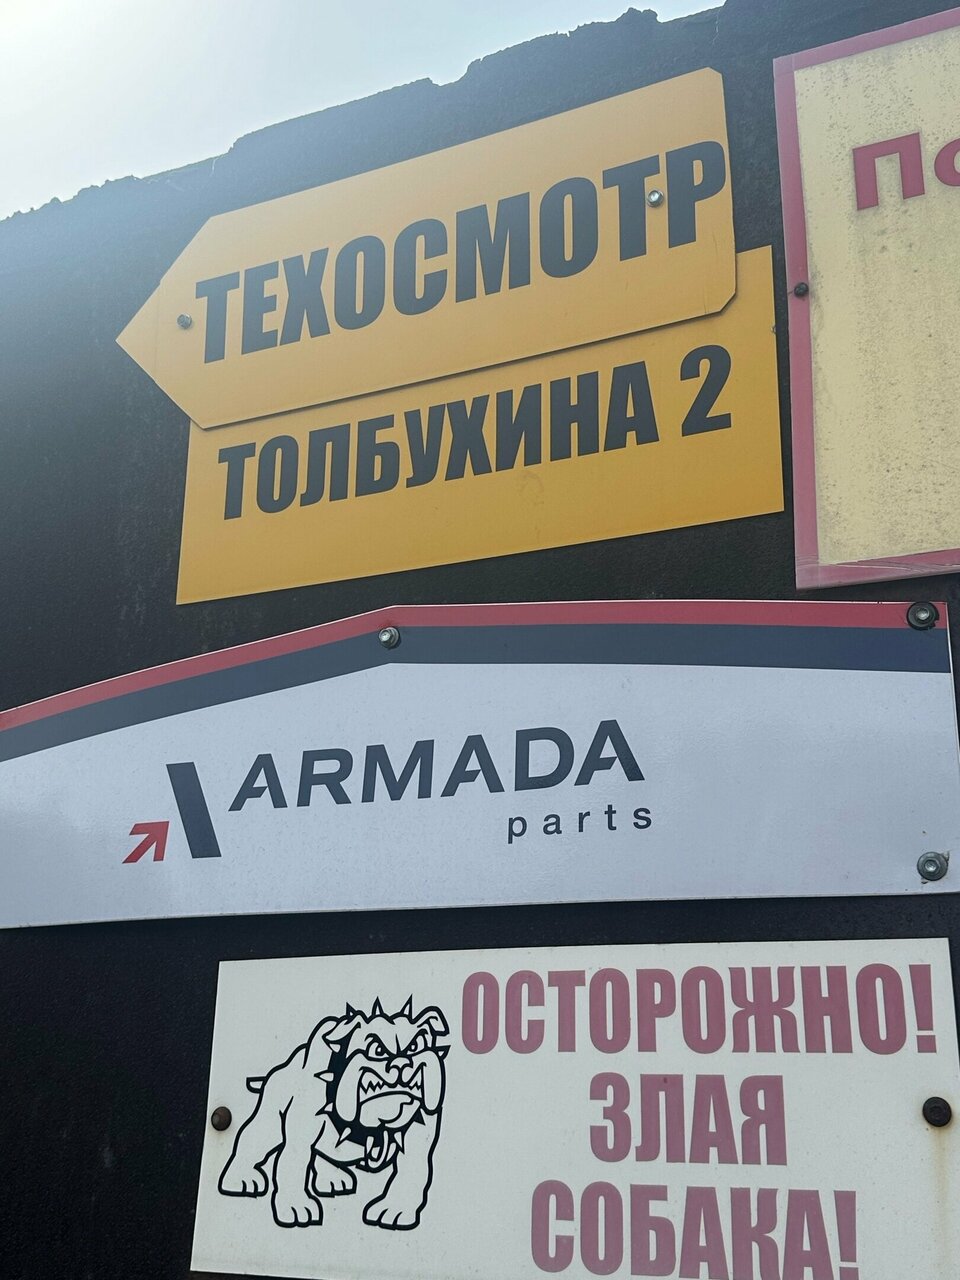 ТЕХОСМОТР
ТОЛБУХИНА 2
ARMADA
parts
ОСТОРОЖНО!
ЗЛАЯ
СОБАКА!